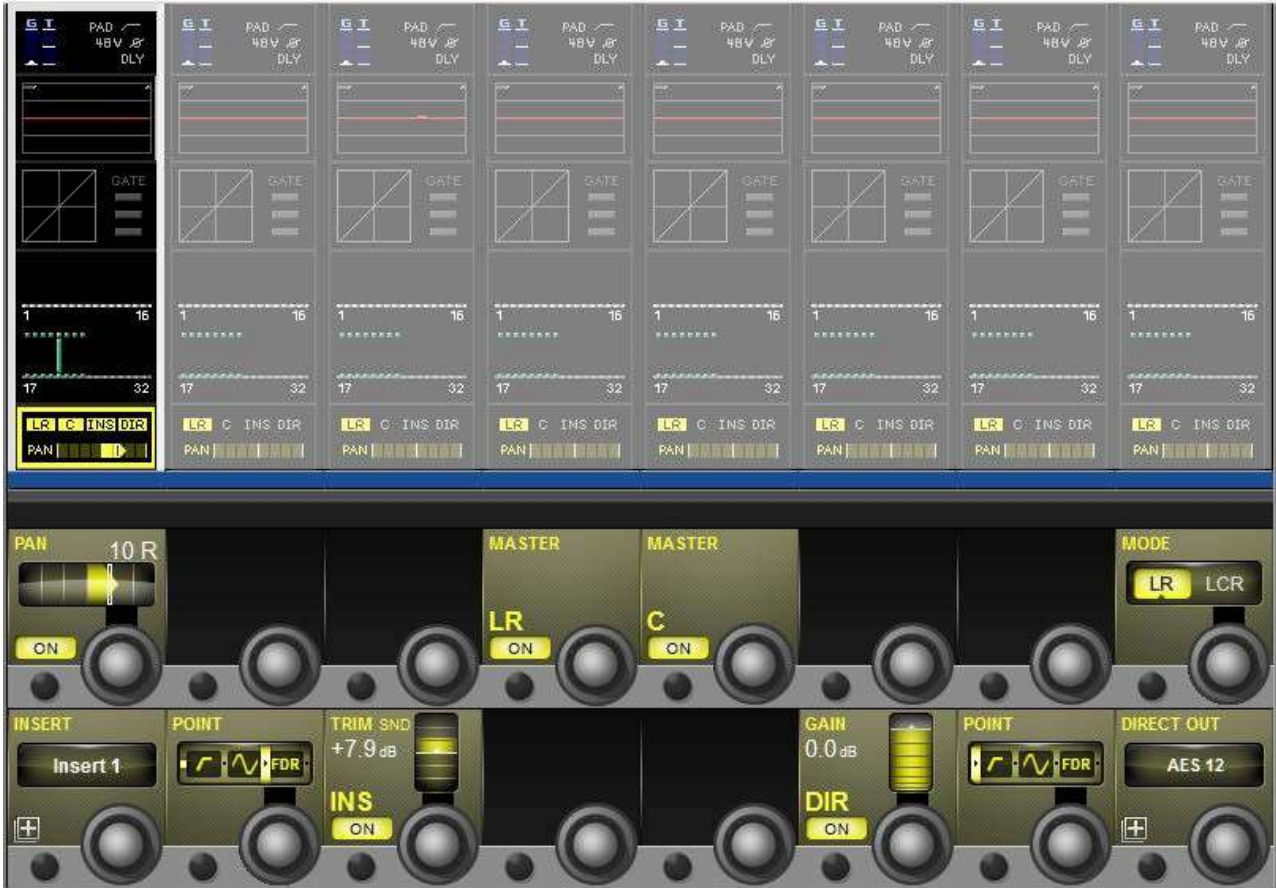 G T PAD G T PAD G T PAD G T PAD G T PAD G T PAD G T PAD G T PAD
48V 48V 48V 48V 48V 48V 48V 48V
DLY DLY DLY DLY DLY DLY DLY DLY
GATE GATE GATE GATE GATE GATE GATE GATE
1 16 1 16 1 16 1 16 1 16 1 16 1 16 1 16
17 32 17 32 17 32 17 32 17 32 17 32 17 32 17 32
LR C INS DIR LR C INS DIR LR C INS DIR LR C INS DIR LR C INS DIR LR C INS DIR LR C INS DIR LR C INS DIR
PAN PAN PAN PAN PAN PAN PAN PAN
PAN MASTER MASTER MODE
10 R
LR LCR
LR C
ON ON ON
INSERT POINT TRIM SND GAIN POINT DIRECT OUT
+7.9 dB 0.0 dB
Insert 1 FDR FDR AES 12
INS DIR
ON ON